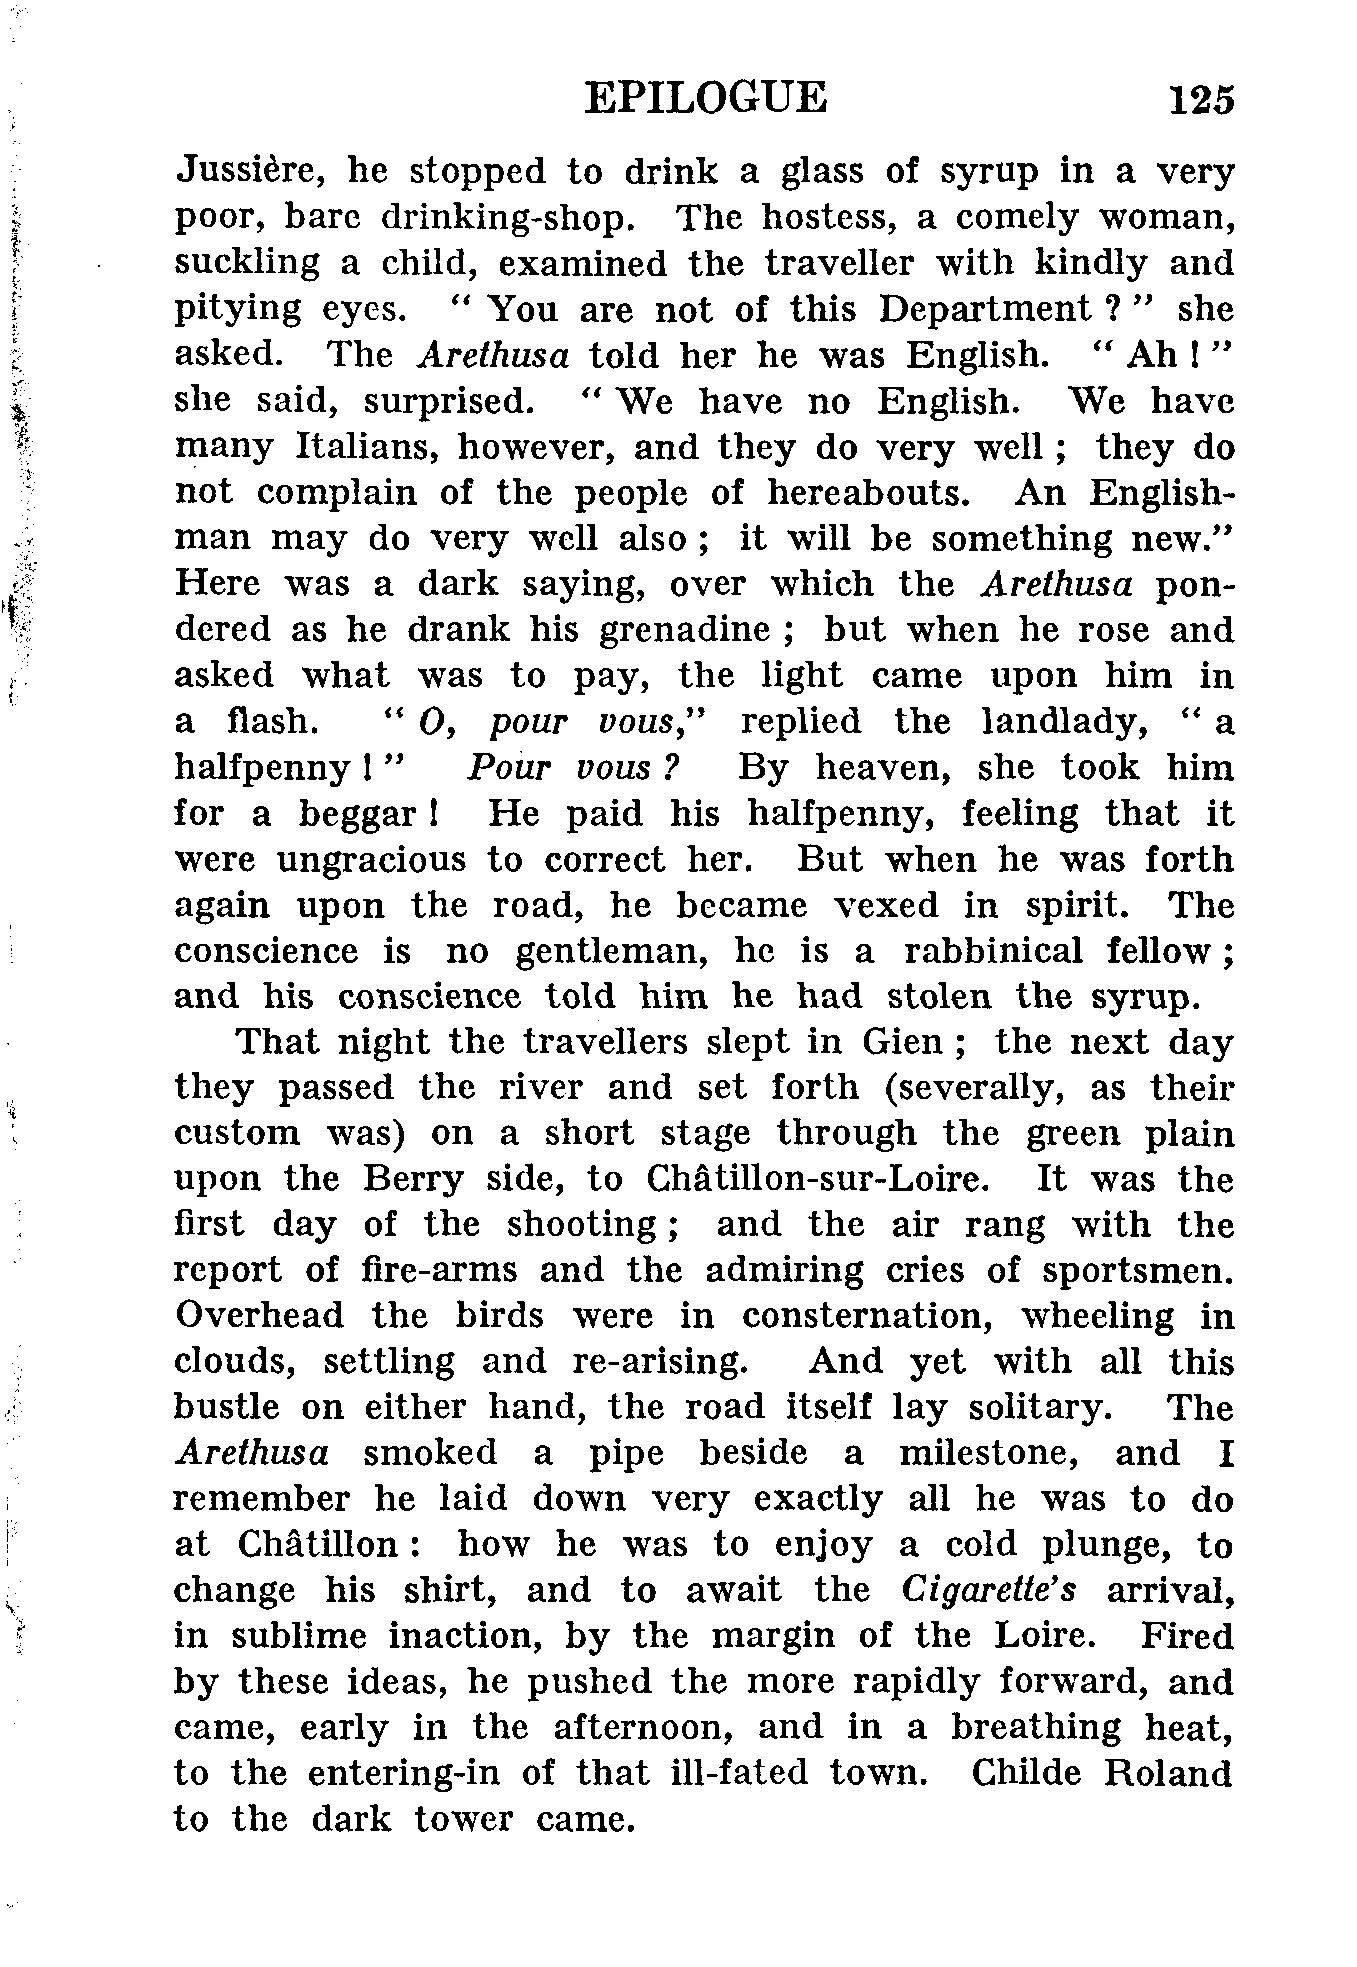 EPILOGUE 125
Jussière, he stopped to drink a glass of syrup in a very
poor, bare drinking-shop. The hostess, a comely woman,
suckling a child, examined the traveller with kindly and
pitying eyes. “ You are not of this Department ? ” she
asked. The Arethusa told her he was English. “ Ah ! ”
she said, surprised. “ We have no English. We have
many Italians, however, and they do very well ; they do
not complain of the people of hereabouts. An English-
man may do very well also ; it will be something new.”
Here was a dark saying, over which the Arethusa pon-
dered as he drank his grenadine ; but when he rose and
asked what was to pay, the light came upon him in
a flash. “ O, pour vous,” replied the landlady, “ a
halfpenny ! ” Pour vous ? By heaven, she took him
for a beggar ! He paid his halfpenny, feeling that it
were ungracious to correct her. But when he was forth
again upon the road, he became vexed in spirit. The
conscience is no gentleman, he is a rabbinical fellow ;
and his conscience told him he had stolen the syrup.
That night the travellers slept in Gien ; the next day
they passed the river and set forth (severally, as their
custom was) on a short stage through the green plain
upon the Berry side, to Châtillon-sur-Loire. It was the
first day of the shooting ; and the air rang with the
report of fire-arms and the admiring cries of sportsmen.
Overhead the birds were in consternation, wheeling in
clouds, settling and re-arising. And yet with all this
bustle on either hand, the road itself lay solitary. The
Arethusa smoked a pipe beside a milestone, and I
remember he laid down very exactly all he was to do
at Châtillon : how he was to enjoy a cold plunge, to
change his shirt, and to await the Cigarette’s arrival,
in sublime inaction, by the margin of the Loire. Fired
by these ideas, he pushed the more rapidly forward, and
came, early in the afternoon, and in a breathing heat,
to the entering-in of that ill-fated town. Childe Roland
to the dark tower came.